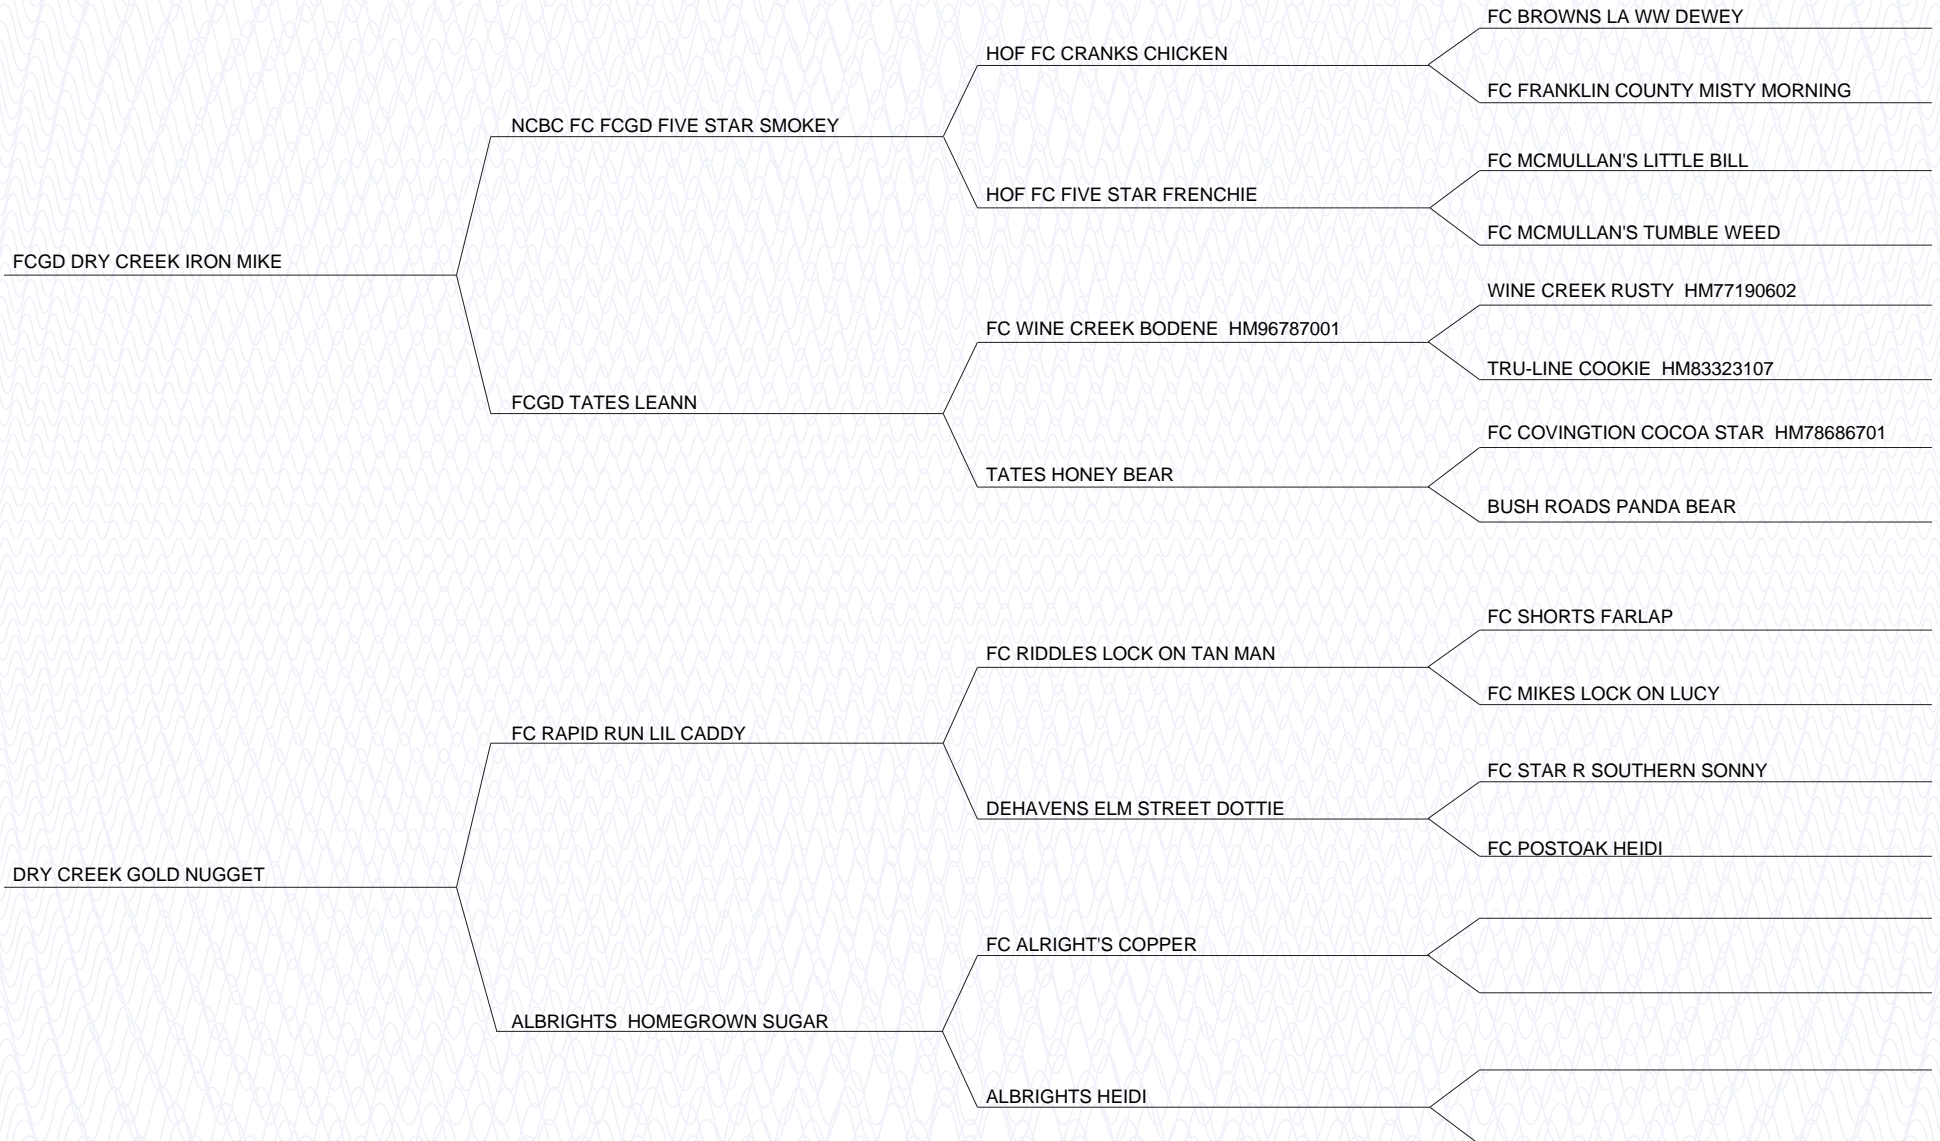 FC BROWNS LA WW DEWEY
HOF FC CRANKS CHICKEN
FC FRANKLIN COUNTY MISTY MORNING
NCBC FC FCGD FIVE STAR SMOKEY
FC MCMULLAN'S LITTLE BILL
HOF FC FIVE STAR FRENCHIE
FC MCMULLAN'S TUMBLE WEED
FCGD DRY CREEK IRON MIKE
WINE CREEK RUSTY HM77190602
FC WINE CREEK BODENE HM96787001
TRU-LINE COOKIE HM83323107
FCGD TATES LEANN
FC COVINGTION COCOA STAR HM78686701
TATES HONEY BEAR
BUSH ROADS PANDA BEAR
FC SHORTS FARLAP
FC RIDDLES LOCK ON TAN MAN
FC MIKES LOCK ON LUCY
FC RAPID RUN LIL CADDY
FC STAR R SOUTHERN SONNY
DEHAVENS ELM STREET DOTTIE
FC POSTOAK HEIDI
DRY CREEK GOLD NUGGET
FC ALRIGHT'S COPPER
ALBRIGHTS HOMEGROWN SUGAR
ALBRIGHTS HEIDI